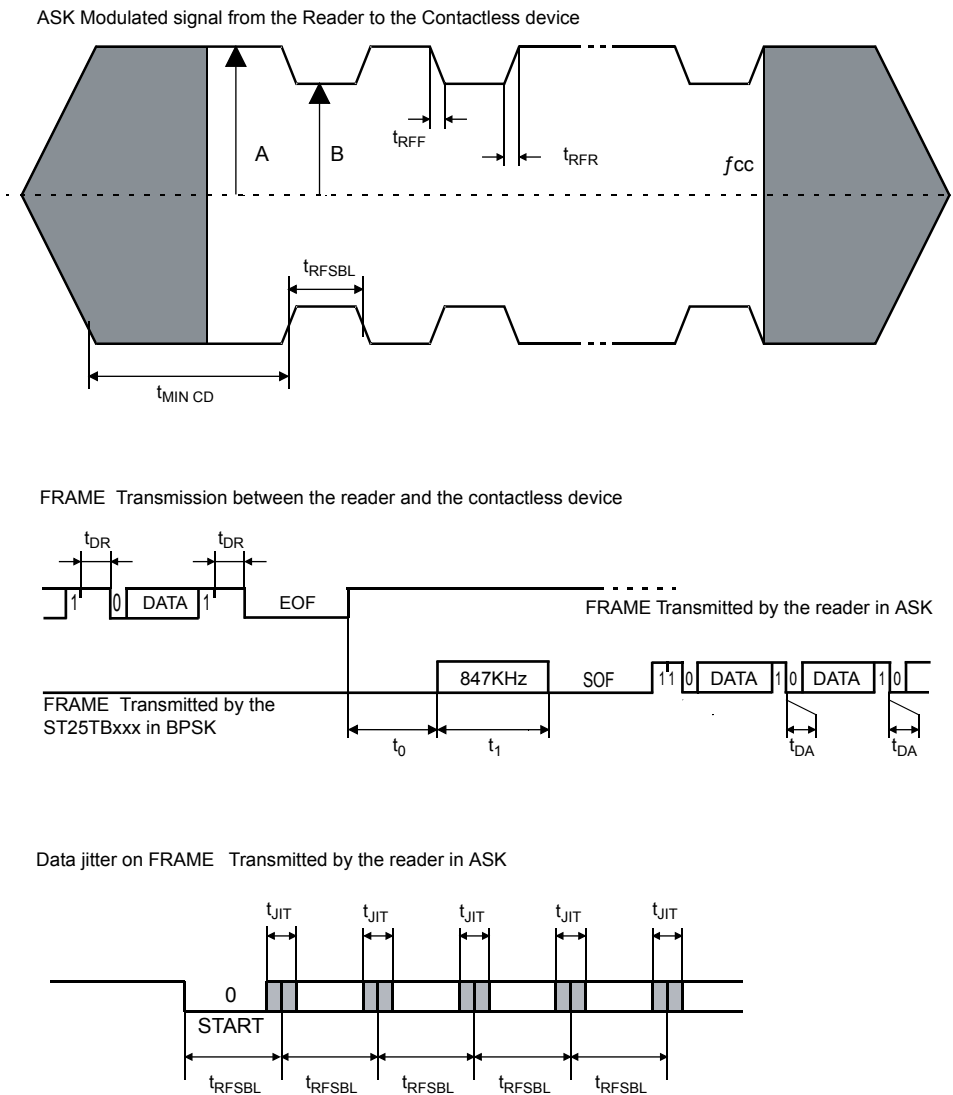 ASK Modulated signal from the Reader to the Contactless device
A
B
tRFF
tRFR
ƒcc
tRFSBL
tMIN CD
FRAME Transmission between the reader and the contactless device
tDR
tDR
1
0
DATA
1
EOF
FRAME Transmitted by the reader in ASK
847KHz
SOF
1 1
0
DATA
1
0
DATA
1
0
FRAME Transmitted by the
ST25TBxxx in BPSK
t0
t1
tDA
tDA
Data jitter on FRAME Transmitted by the reader in ASK
tJIT
tJIT
tJIT
tJIT
tJIT
0
START
tRFSBL
tRFSBL
tRFSBL
tRFSBL
tRFSBL